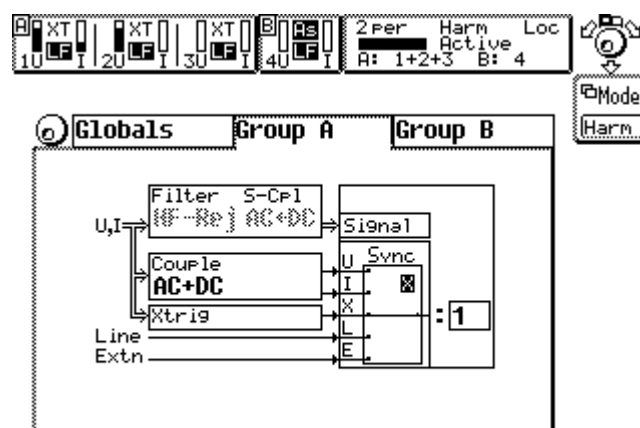 A XT XT XT B As 2 per Harm Loc
LF LF LF LF Active
1U I 2U I 3U I 4U I A: 1+2+3 B: 4
Mode
Harm
Globals Group A Group B
Filter S-Cpl
U,I HF-Rej AC+DC Signal
Couple U Sync
AC+DC I X
Xtrig X :1
Line L
Extn E